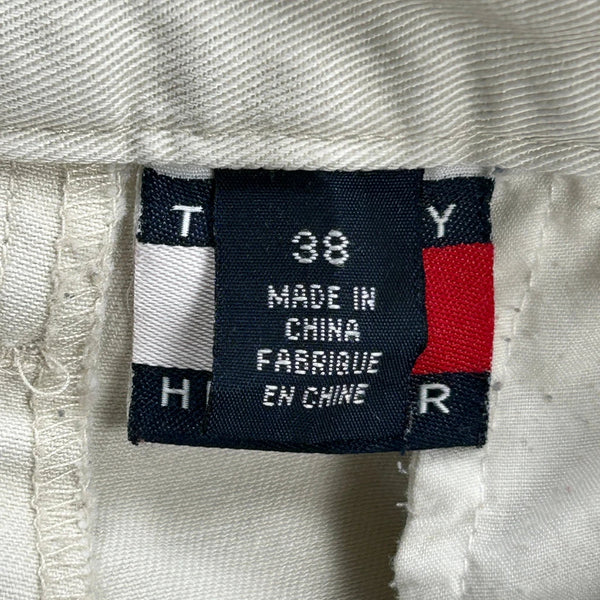 T Y
38
MADE IN
CHINA
FABRIQUE
EN CHINE
H R